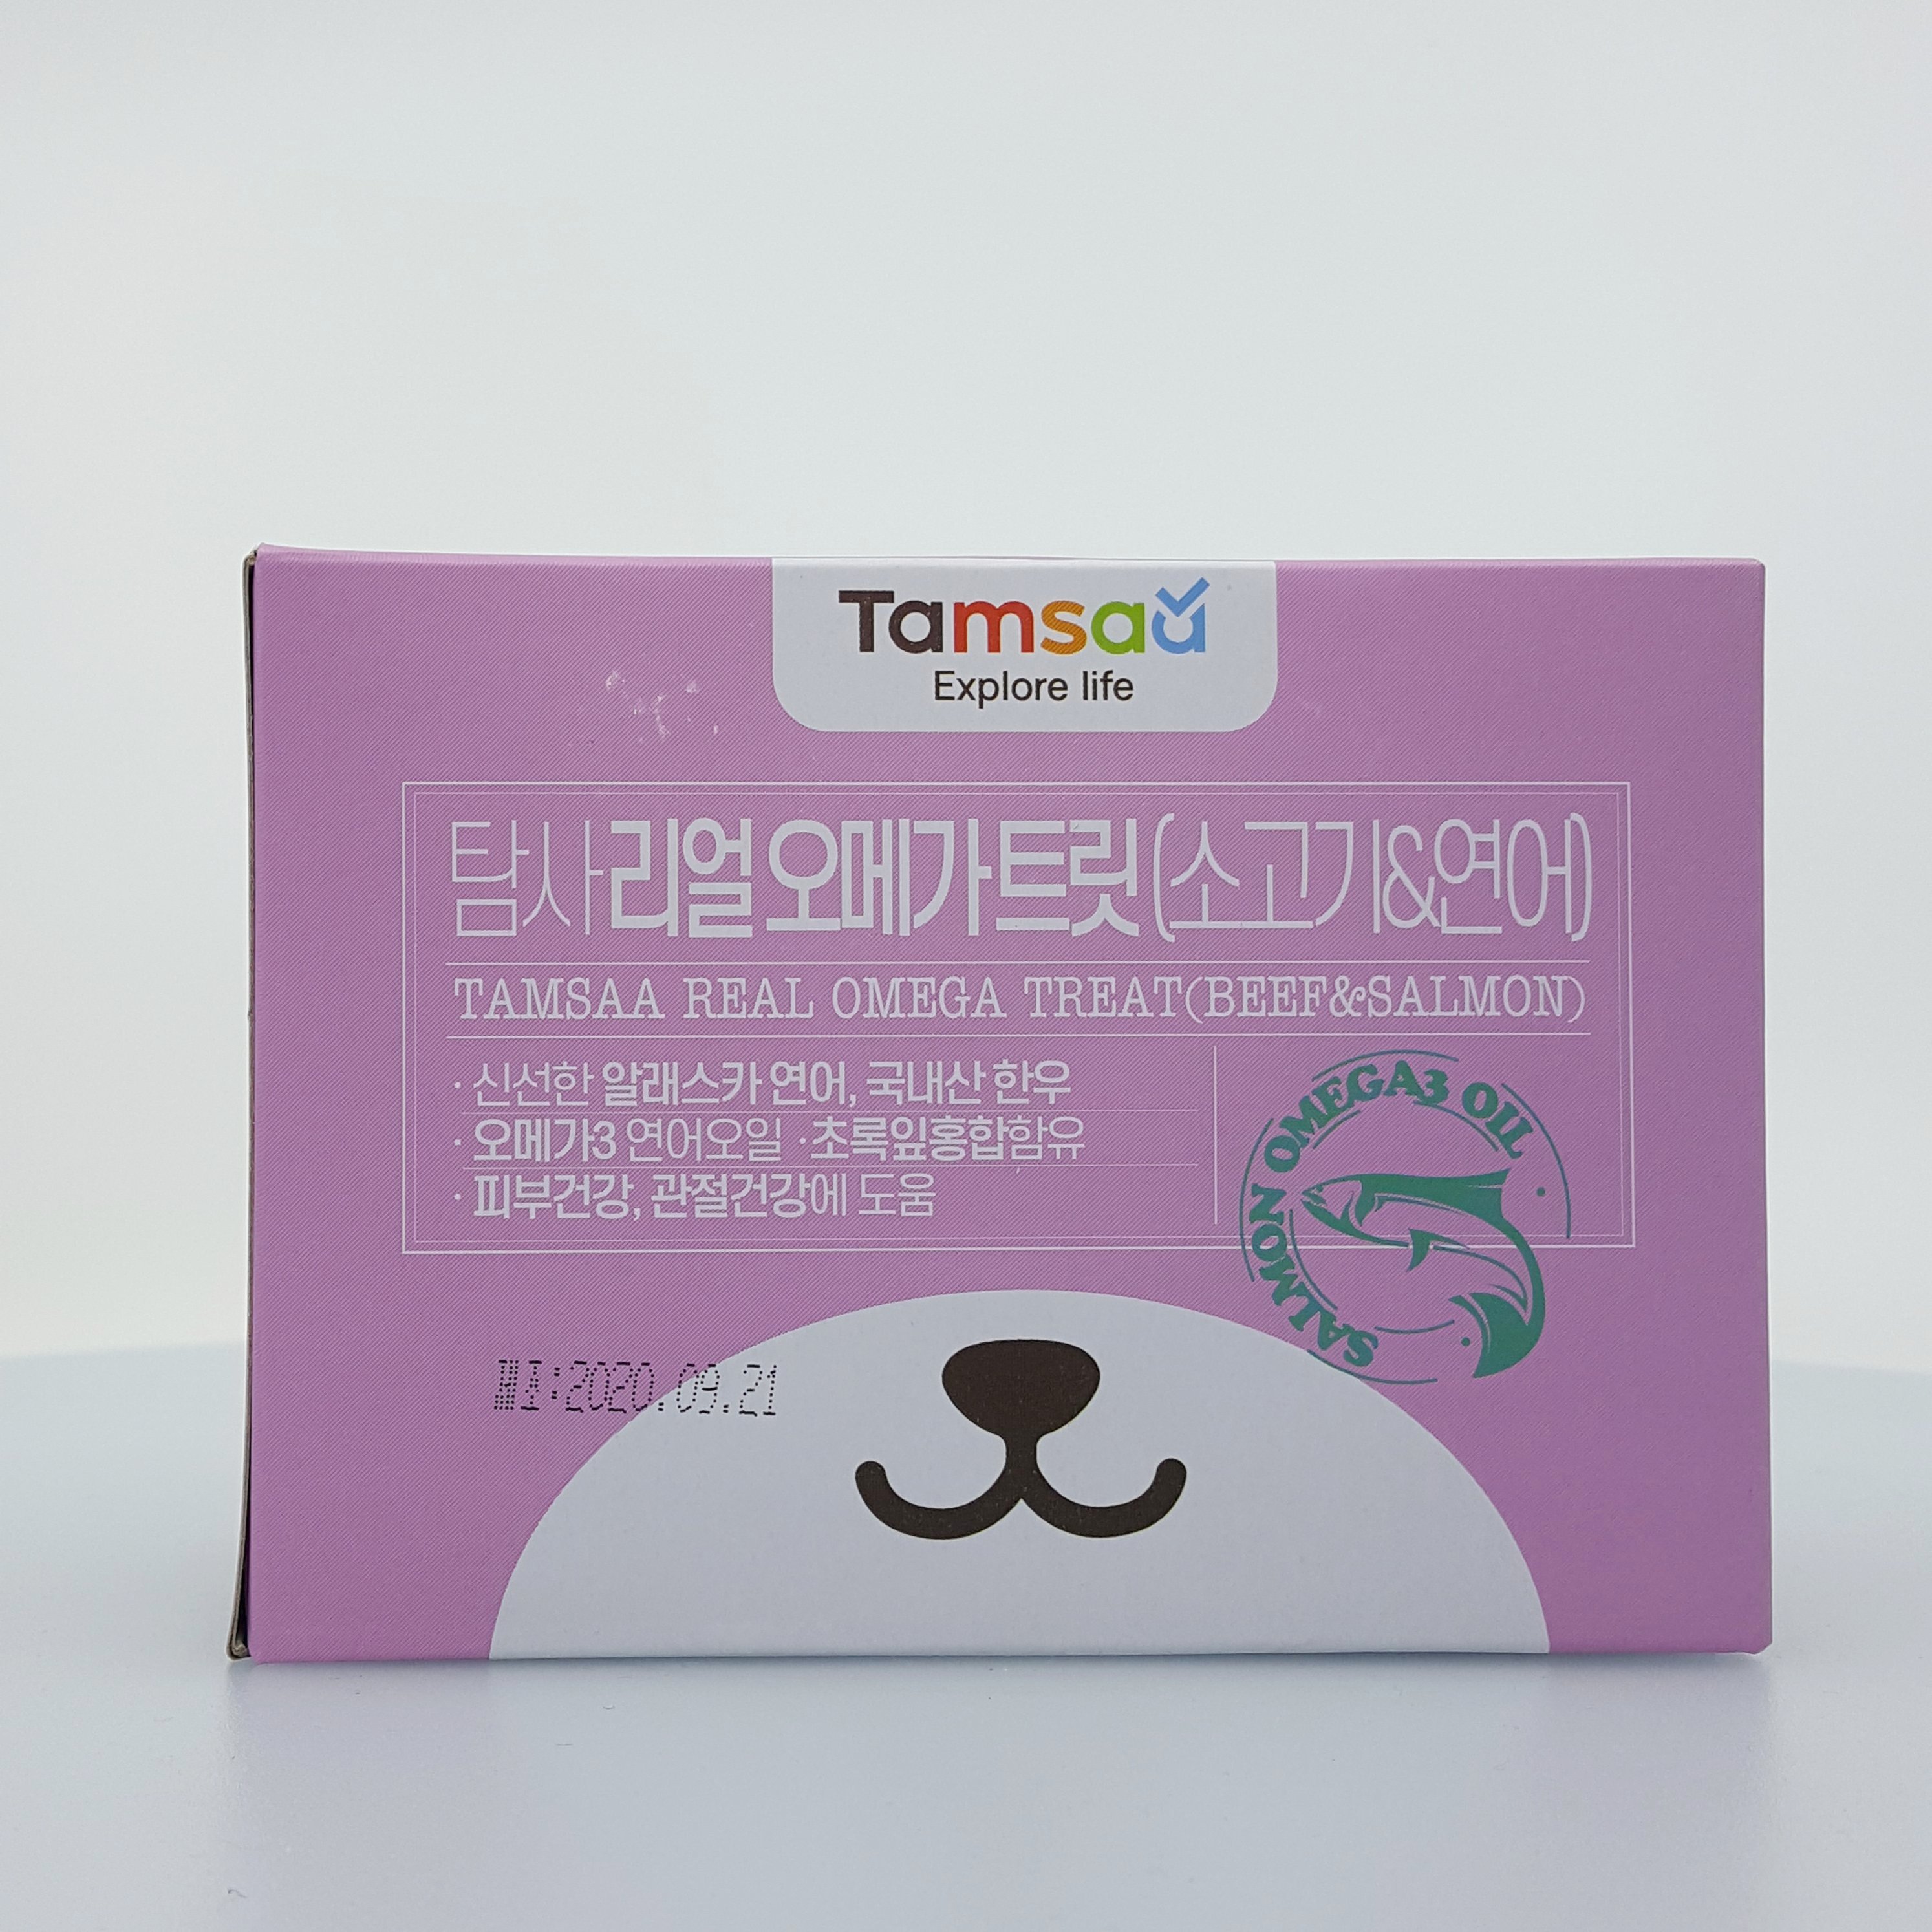 Tamsaa
Explore life
탐사 리얼 오메가 트릿(소고기&연어)
TAMSAA REAL OMEGA TREAT(BEEF&SALMON)
· 신선한 알래스카 연어, 국내산 한우
· 오메가3 연어오일 · 초록잎홍합함유
· 피부건강, 관절건강에 도움
SALMON OMEGA3 OIL
제조:2020.09.21